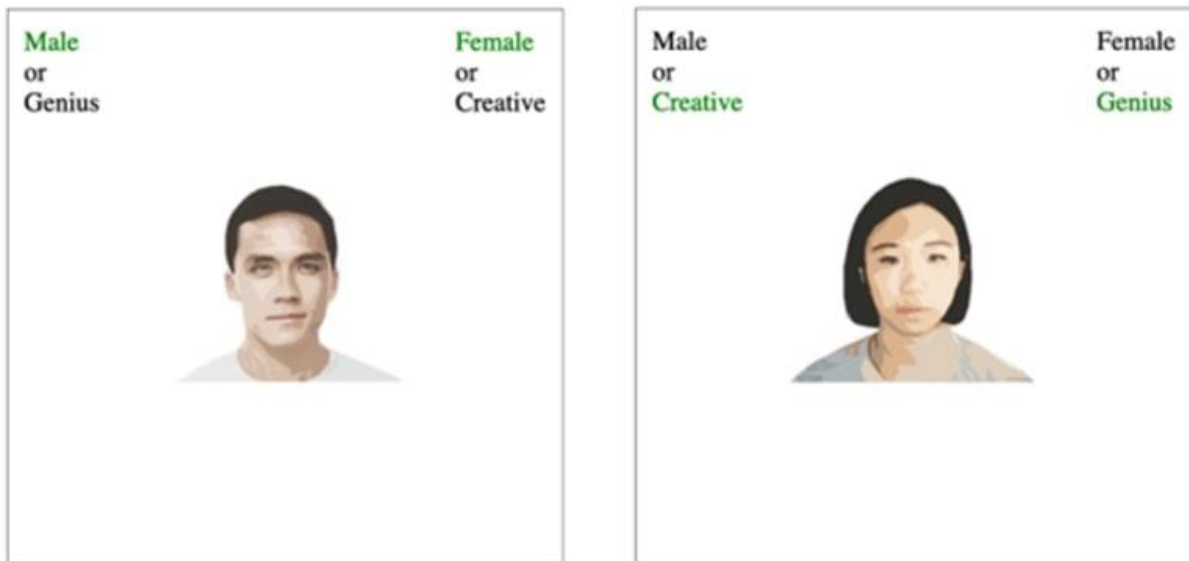 Male
or
Genius
Female
or
Creative
Male
or
Creative
Female
or
Genius